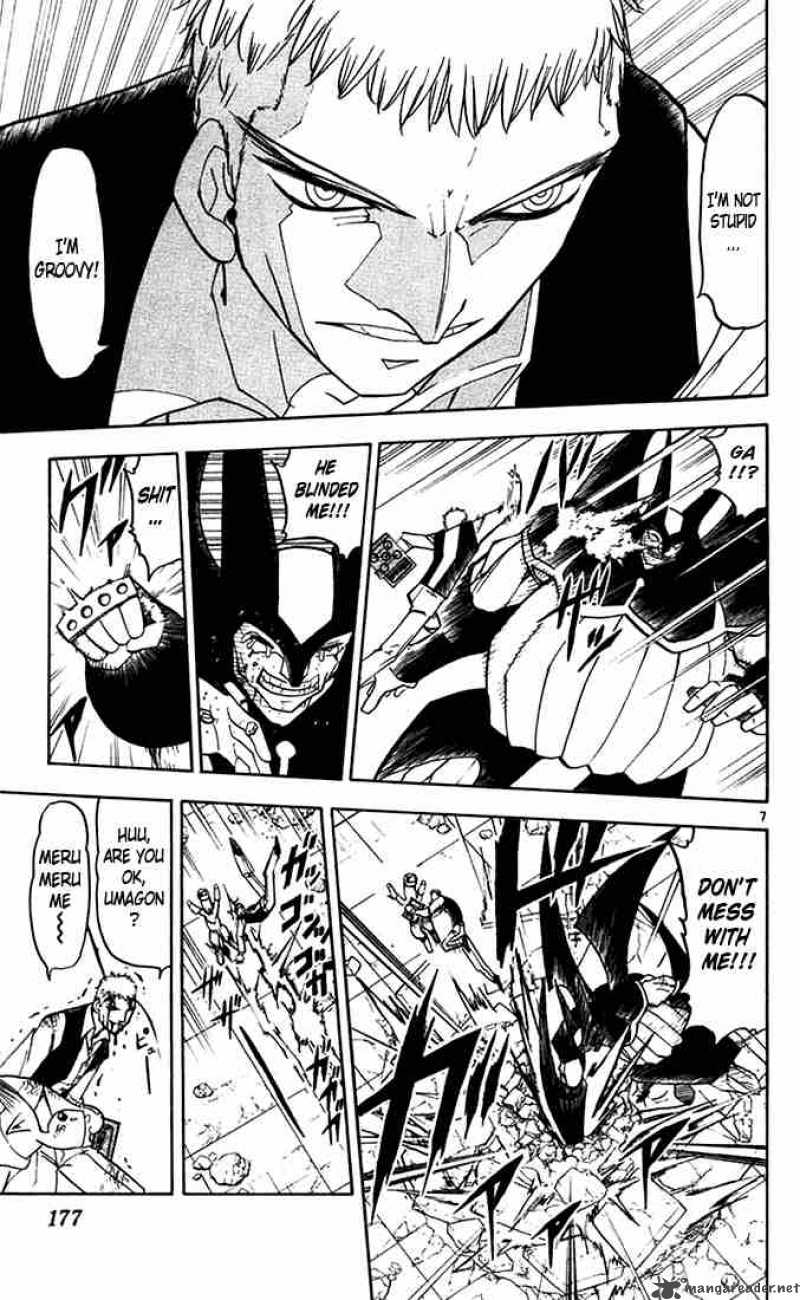 I'M NOT
STUPID
...
I'M
GROOVY!
GA
!!?
HE
BLINDED
ME!!!
SHIT
...
7
DON'T
MESS
WITH
ME!!!
HUU,
ARE YOU
OK,
UMAGON
?
MERU
MERU
ME
~
177
mangareader.net